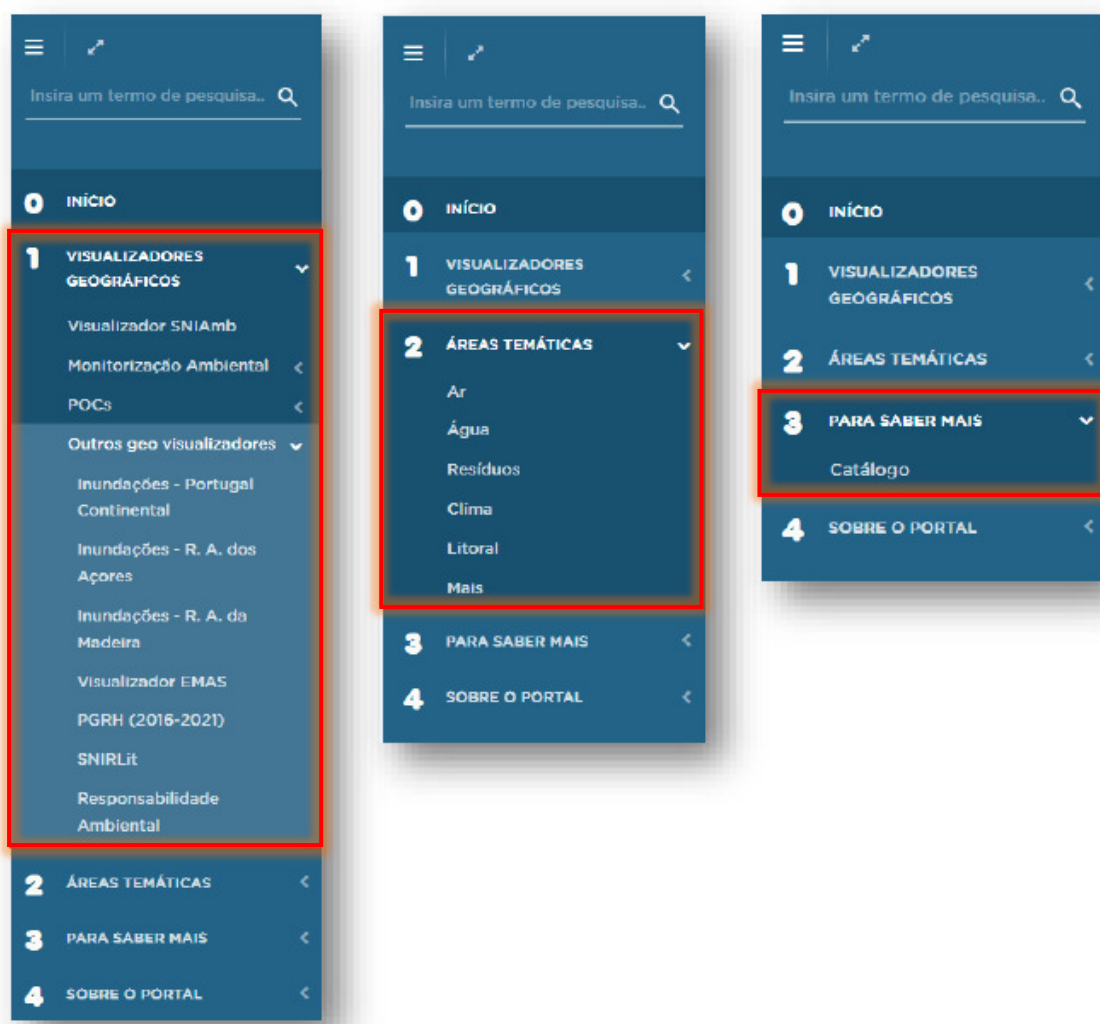 Insira um termo de pesquisa..
0 INÍCIO
1 VISUALIZADORES
GEOGRÁFICOS
Visualizador SNIAmb
Monitorização Ambiental
POCs
Outros geo visualizadores
Inundações - Portugal
Continental
Inundações - R. A. dos
Açores
Inundações - R. A. da
Madeira
Visualizador EMAS
PGRH (2016-2021)
SNIRLit
Responsabilidade
Ambiental
2 ÁREAS TEMÁTICAS
3 PARA SABER MAIS
4 SOBRE O PORTAL
Insira um termo de pesquisa..
0 INÍCIO
1 VISUALIZADORES
GEOGRÁFICOS
2 ÁREAS TEMÁTICAS
Ar
Água
Resíduos
Clima
Litoral
Mais
3 PARA SABER MAIS
4 SOBRE O PORTAL
Insira um termo de pesquisa..
0 INÍCIO
1 VISUALIZADORES
GEOGRÁFICOS
2 ÁREAS TEMÁTICAS
3 PARA SABER MAIS
Catálogo
4 SOBRE O PORTAL